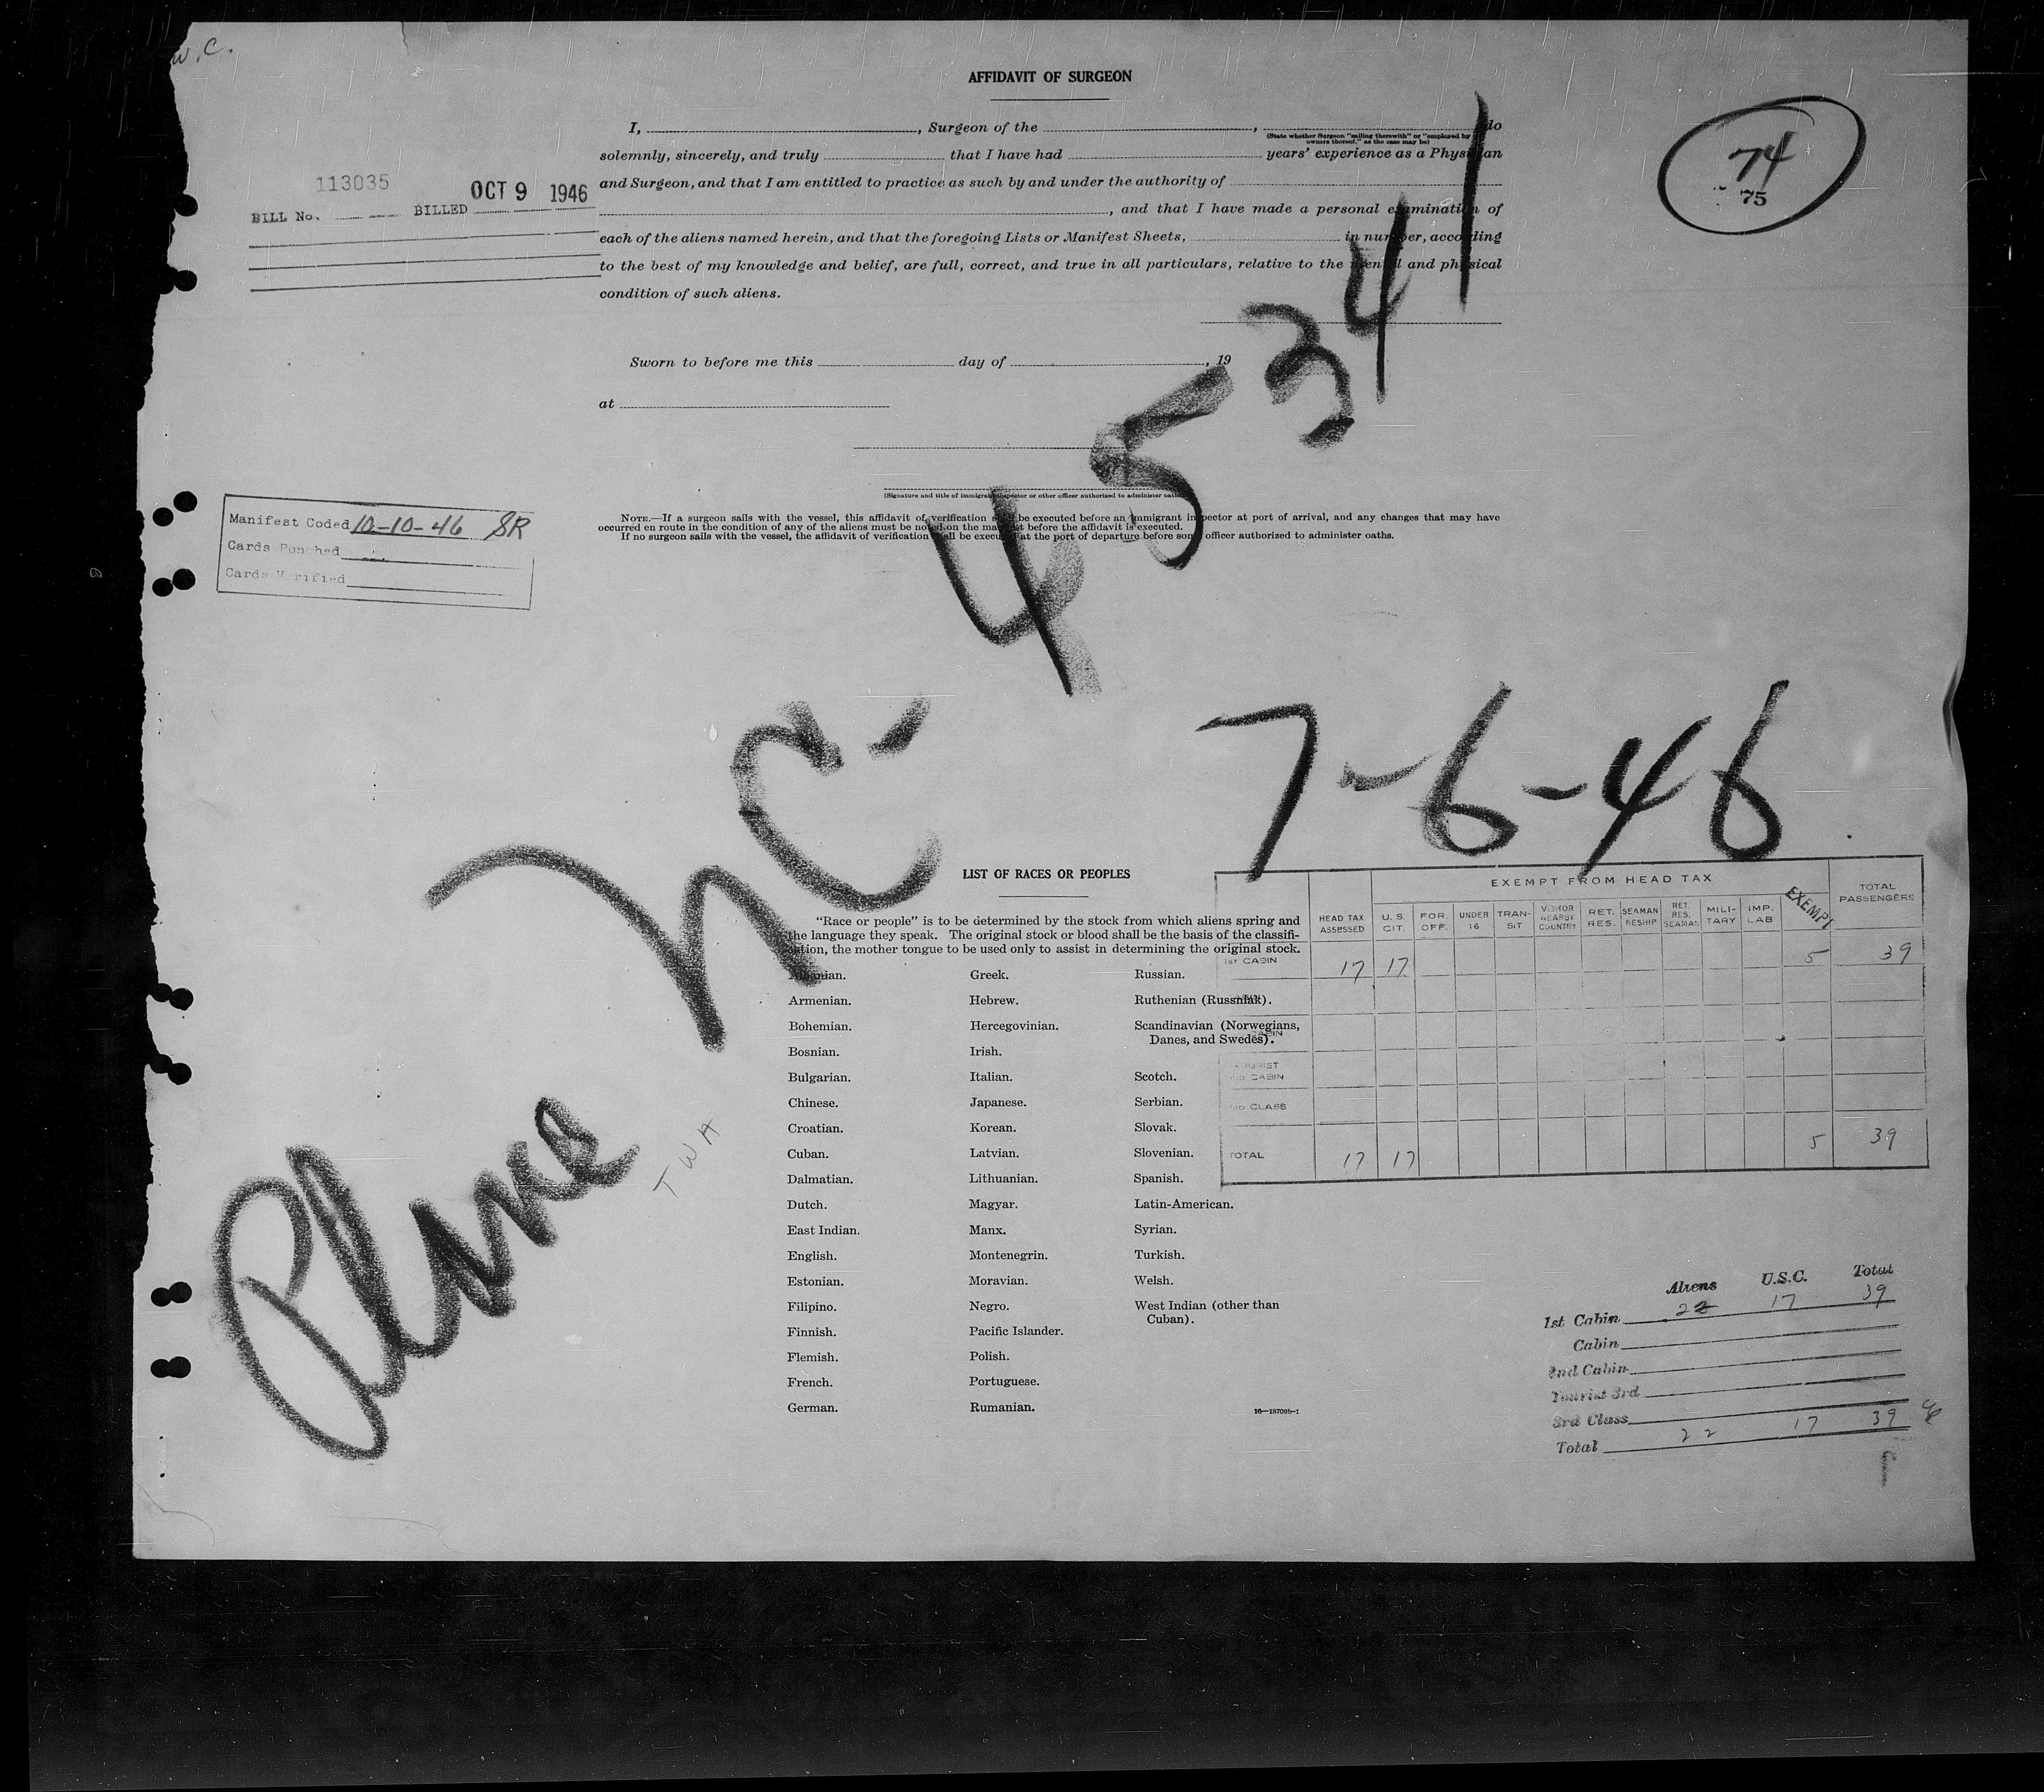 W.C.
AFFIDAVIT OF SURGEON
I, , Surgeon of the , do
(State whether Surgeon "sailing therewith" or "employed by
owners thereof," as the case may be)
solemnly, sincerely, and truly that I have had years' experience as a Physician
and Surgeon, and that I am entitled to practice as such by and under the authority of
, and that I have made a personal examination of
each of the aliens named herein, and that the foregoing Lists or Manifest Sheets, in number, according
to the best of my knowledge and belief, are full, correct, and true in all particulars, relative to the mental and physical
condition of such aliens.
Sworn to before me this day of , 19
at
(Signature and title of immigrant inspector or other officer authorized to administer oaths)
NOTE.—If a surgeon sails with the vessel, this affidavit of verification shall be executed before an immigrant inspector at port of arrival, and any changes that may have
occurred en route in the condition of any of the aliens must be noted on the manifest before the affidavit is executed.
If no surgeon sails with the vessel, the affidavit of verification shall be executed at the port of departure before some officer authorized to administer oaths.
113035
BILL No. BILLED OCT 9 1946
74
75
Manifest Coded 10-10-46 SR
Cards Punched
Cards Verified
Plane NC-45341
7-6-46
TWA
LIST OF RACES OR PEOPLES
"Race or people" is to be determined by the stock from which aliens spring and
the language they speak. The original stock or blood shall be the basis of the classifi-
cation, the mother tongue to be used only to assist in determining the original stock.
Albanian. Greek. Russian.
Armenian. Hebrew. Ruthenian (Russniak).
Bohemian. Hercegovinian. Scandinavian (Norwegians,
Danes, and Swedes).
Bosnian. Irish.
Bulgarian. Italian. Scotch.
Chinese. Japanese. Serbian.
Croatian. Korean. Slovak.
Cuban. Latvian. Slovenian.
Dalmatian. Lithuanian. Spanish.
Dutch. Magyar. Latin-American.
East Indian. Manx. Syrian.
English. Montenegrin. Turkish.
Estonian. Moravian. Welsh.
Filipino. Negro. West Indian (other than
Cuban).
Finnish. Pacific Islander.
Flemish. Polish.
French. Portuguese.
German. Rumanian.
16—18709b-1
EXEMPT FROM HEAD TAX
HEAD TAX ASSESSED U.S. CIT. FOR. OFF. UNDER 16 TRAN-SIT VISITOR NEARBY COUNTRY RET. RES. SEAMAN RESHIP RET. RES. SEAMAN MILI-TARY IMP. LAB EXEMPT TOTAL PASSENGERS
1ST CABIN 17 17 5 39
CABIN
TOURIST
CABIN
CLASS
TOTAL 17 17 5 39
Aliens U.S.C. Total
1st Cabin 22 17 39
Cabin
2nd Cabin
Tourist 3rd
3rd Class
Total 22 17 39